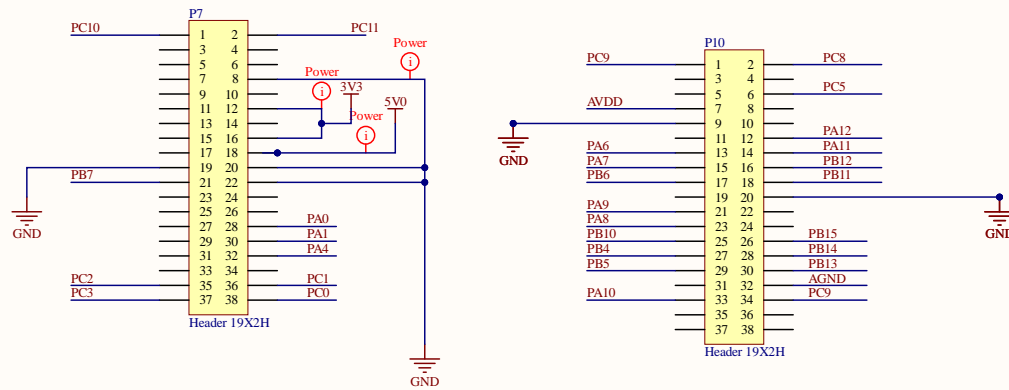 P7
PC10 1 2 PC11
3 4
5 6
7 8 Power
9 10 Power
11 12 3V3
13 14 5V0
15 16 Power
17 18
19 20
PB7 21 22
23 24
GND 25 26
27 28 PA0
29 30 PA1
31 32 PA4
33 34
PC2 35 36 PC1
PC3 37 38 PC0
Header 19X2H
GND
P10
PC9 1 2 PC8
3 4
5 6 PC5
AVDD 7 8
9 10
GND 11 12 PA12
PA6 13 14 PA11
PA7 15 16 PB12
PB6 17 18 PB11
19 20
PA9 21 22 GND
PA8 23 24
PB10 25 26 PB15
PB4 27 28 PB14
PB5 29 30 PB13
31 32 AGND
PA10 33 34 PC9
35 36
37 38
Header 19X2H